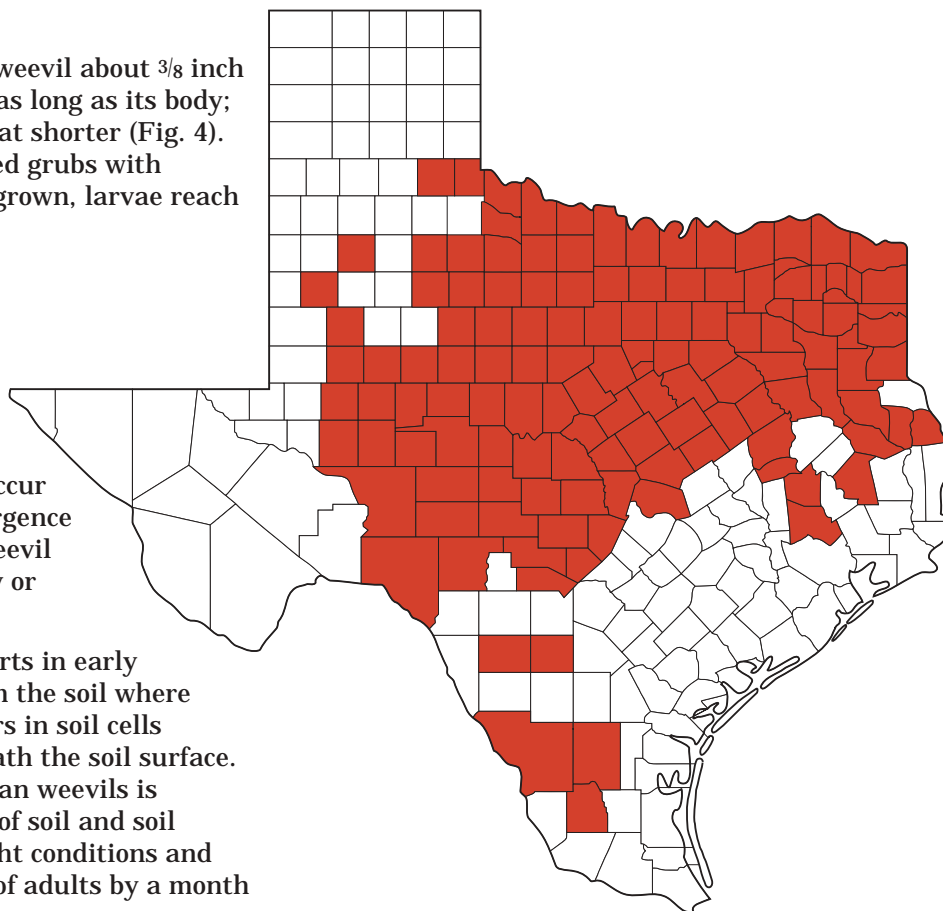 weevil about 3/8 inch
as long as its body;
at shorter (Fig. 4).
ed grubs with
grown, larvae reach
ccur
rgence
eevil
y or
rts in early
n the soil where
rs in soil cells
ath the soil surface.
an weevils is
of soil and soil
ht conditions and
of adults by a month